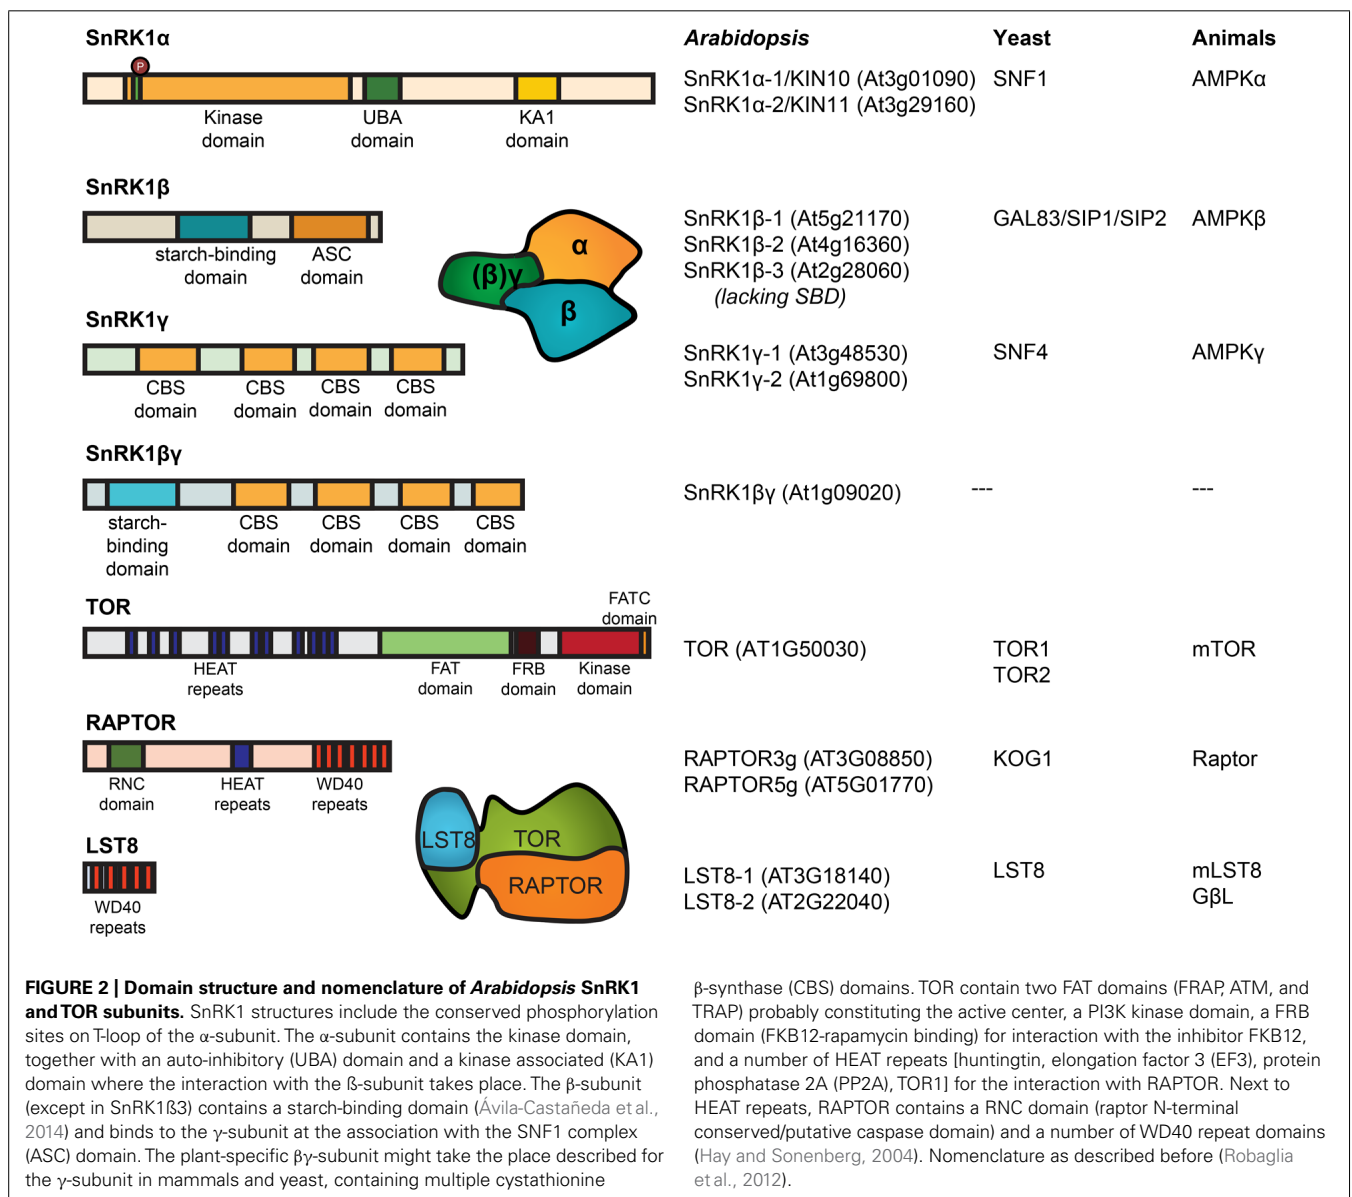 SnRK1α
Arabidopsis
Yeast
Animals
P
Kinase
domain
UBA
domain
KA1
domain
SnRK1α-1/KIN10 (At3g01090)
SnRK1α-2/KIN11 (At3g29160)
SNF1
AMPKα
SnRK1β
starch-binding
domain
ASC
domain
α
(β)γ
β
SnRK1β-1 (At5g21170)
SnRK1β-2 (At4g16360)
SnRK1β-3 (At2g28060)
(lacking SBD)
GAL83/SIP1/SIP2
AMPKβ
SnRK1γ
CBS
domain
CBS
domain
CBS
domain
CBS
domain
SnRK1γ-1 (At3g48530)
SnRK1γ-2 (At1g69800)
SNF4
AMPKγ
SnRK1βγ
starch-
binding
domain
CBS
domain
CBS
domain
CBS
domain
CBS
domain
SnRK1βγ (At1g09020)
---
---
TOR
FATC
domain
HEAT
repeats
FAT
domain
FRB
domain
Kinase
domain
TOR (AT1G50030)
TOR1
TOR2
mTOR
RAPTOR
RNC
domain
HEAT
repeats
WD40
repeats
RAPTOR3g (AT3G08850)
RAPTOR5g (AT5G01770)
KOG1
Raptor
LST8
WD40
repeats
LST8
TOR
RAPTOR
LST8-1 (AT3G18140)
LST8-2 (AT2G22040)
LST8
mLST8
GβL
FIGURE 2 | Domain structure and nomenclature of Arabidopsis SnRK1
and TOR subunits. SnRK1 structures include the conserved phosphorylation
sites on T-loop of the α-subunit. The α-subunit contains the kinase domain,
together with an auto-inhibitory (UBA) domain and a kinase associated (KA1)
domain where the interaction with the ß-subunit takes place. The β-subunit
(except in SnRK1ß3) contains a starch-binding domain (Ávila-Castañeda et al.,
2014) and binds to the γ-subunit at the association with the SNF1 complex
(ASC) domain. The plant-specific βγ-subunit might take the place described for
the γ-subunit in mammals and yeast, containing multiple cystathionine
β-synthase (CBS) domains. TOR contain two FAT domains (FRAP, ATM, and
TRAP) probably constituting the active center, a PI3K kinase domain, a FRB
domain (FKB12-rapamycin binding) for interaction with the inhibitor FKB12,
and a number of HEAT repeats [huntingtin, elongation factor 3 (EF3), protein
phosphatase 2A (PP2A), TOR1] for the interaction with RAPTOR. Next to
HEAT repeats, RAPTOR contains a RNC domain (raptor N-terminal
conserved/putative caspase domain) and a number of WD40 repeat domains
(Hay and Sonenberg, 2004). Nomenclature as described before (Robaglia
et al., 2012).